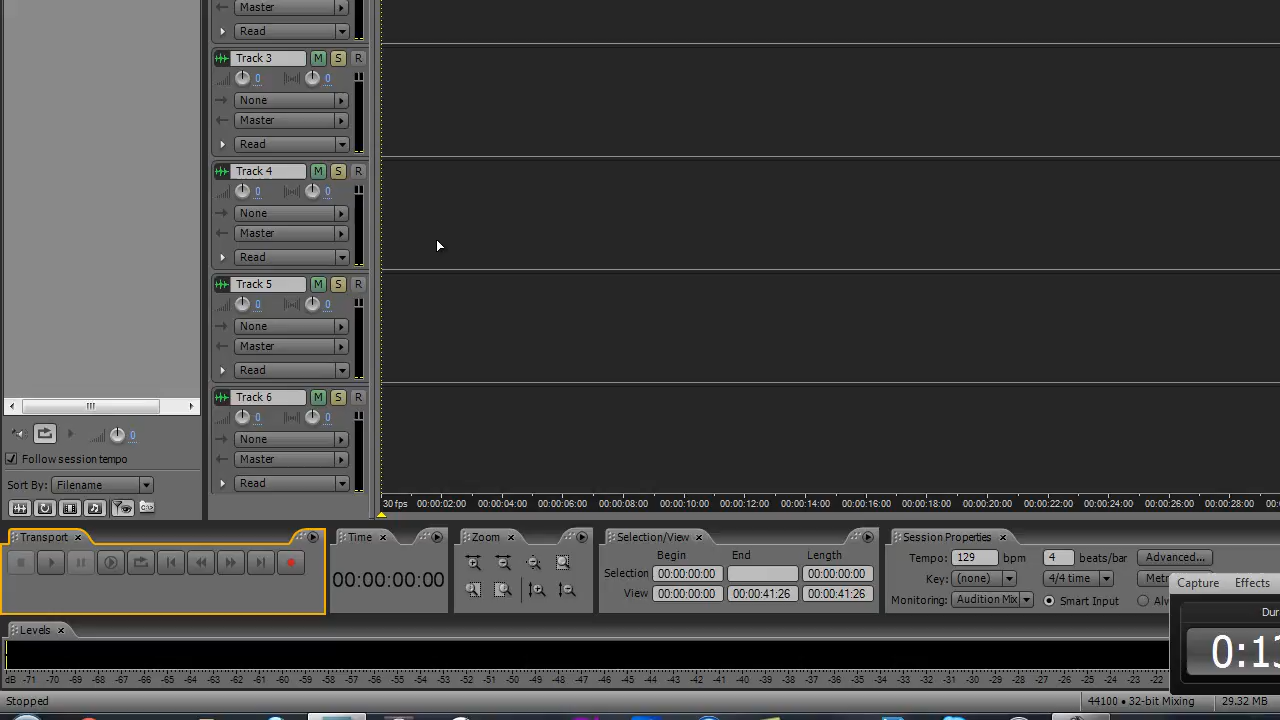 Master
Read
Track 3 M S R
0 0
None
Master
Read
Track 4 M S R
0 0
None
Master
Read
Track 5 M S R
0 0
None
Master
Read
Track 6 M S R
0 0
None
Master
Read
0
Follow session tempo
Sort By: Filename
30 fps 00:00:02:00 00:00:04:00 00:00:06:00 00:00:08:00 00:00:10:00 00:00:12:00 00:00:14:00 00:00:16:00 00:00:18:00 00:00:20:00 00:00:22:00 00:00:24:00 00:00:26:00 00:00:28:00
Transport Time Zoom Selection/View Session Properties
Begin End Length
Selection 00:00:00:00 00:00:00:00
View 00:00:00:00 00:00:41:26 00:00:41:26
00:00:00:00
Tempo: 129 bpm 4 beats/bar Advanced...
Key: (none) 4/4 time Metr
Monitoring: Audition Mix Smart Input Alv
Capture Effects
Dur
0:13
Levels
dB -71 -70 -69 -68 -67 -66 -65 -64 -63 -62 -61 -60 -59 -58 -57 -56 -55 -54 -53 -52 -51 -50 -49 -48 -47 -46 -45 -44 -43 -42 -41 -40 -39 -38 -37 -36 -35 -34 -33 -32 -31 -30 -29 -28 -27 -26 -25 -24 -23 -22
Stopped 44100 • 32-bit Mixing 29.32 MB